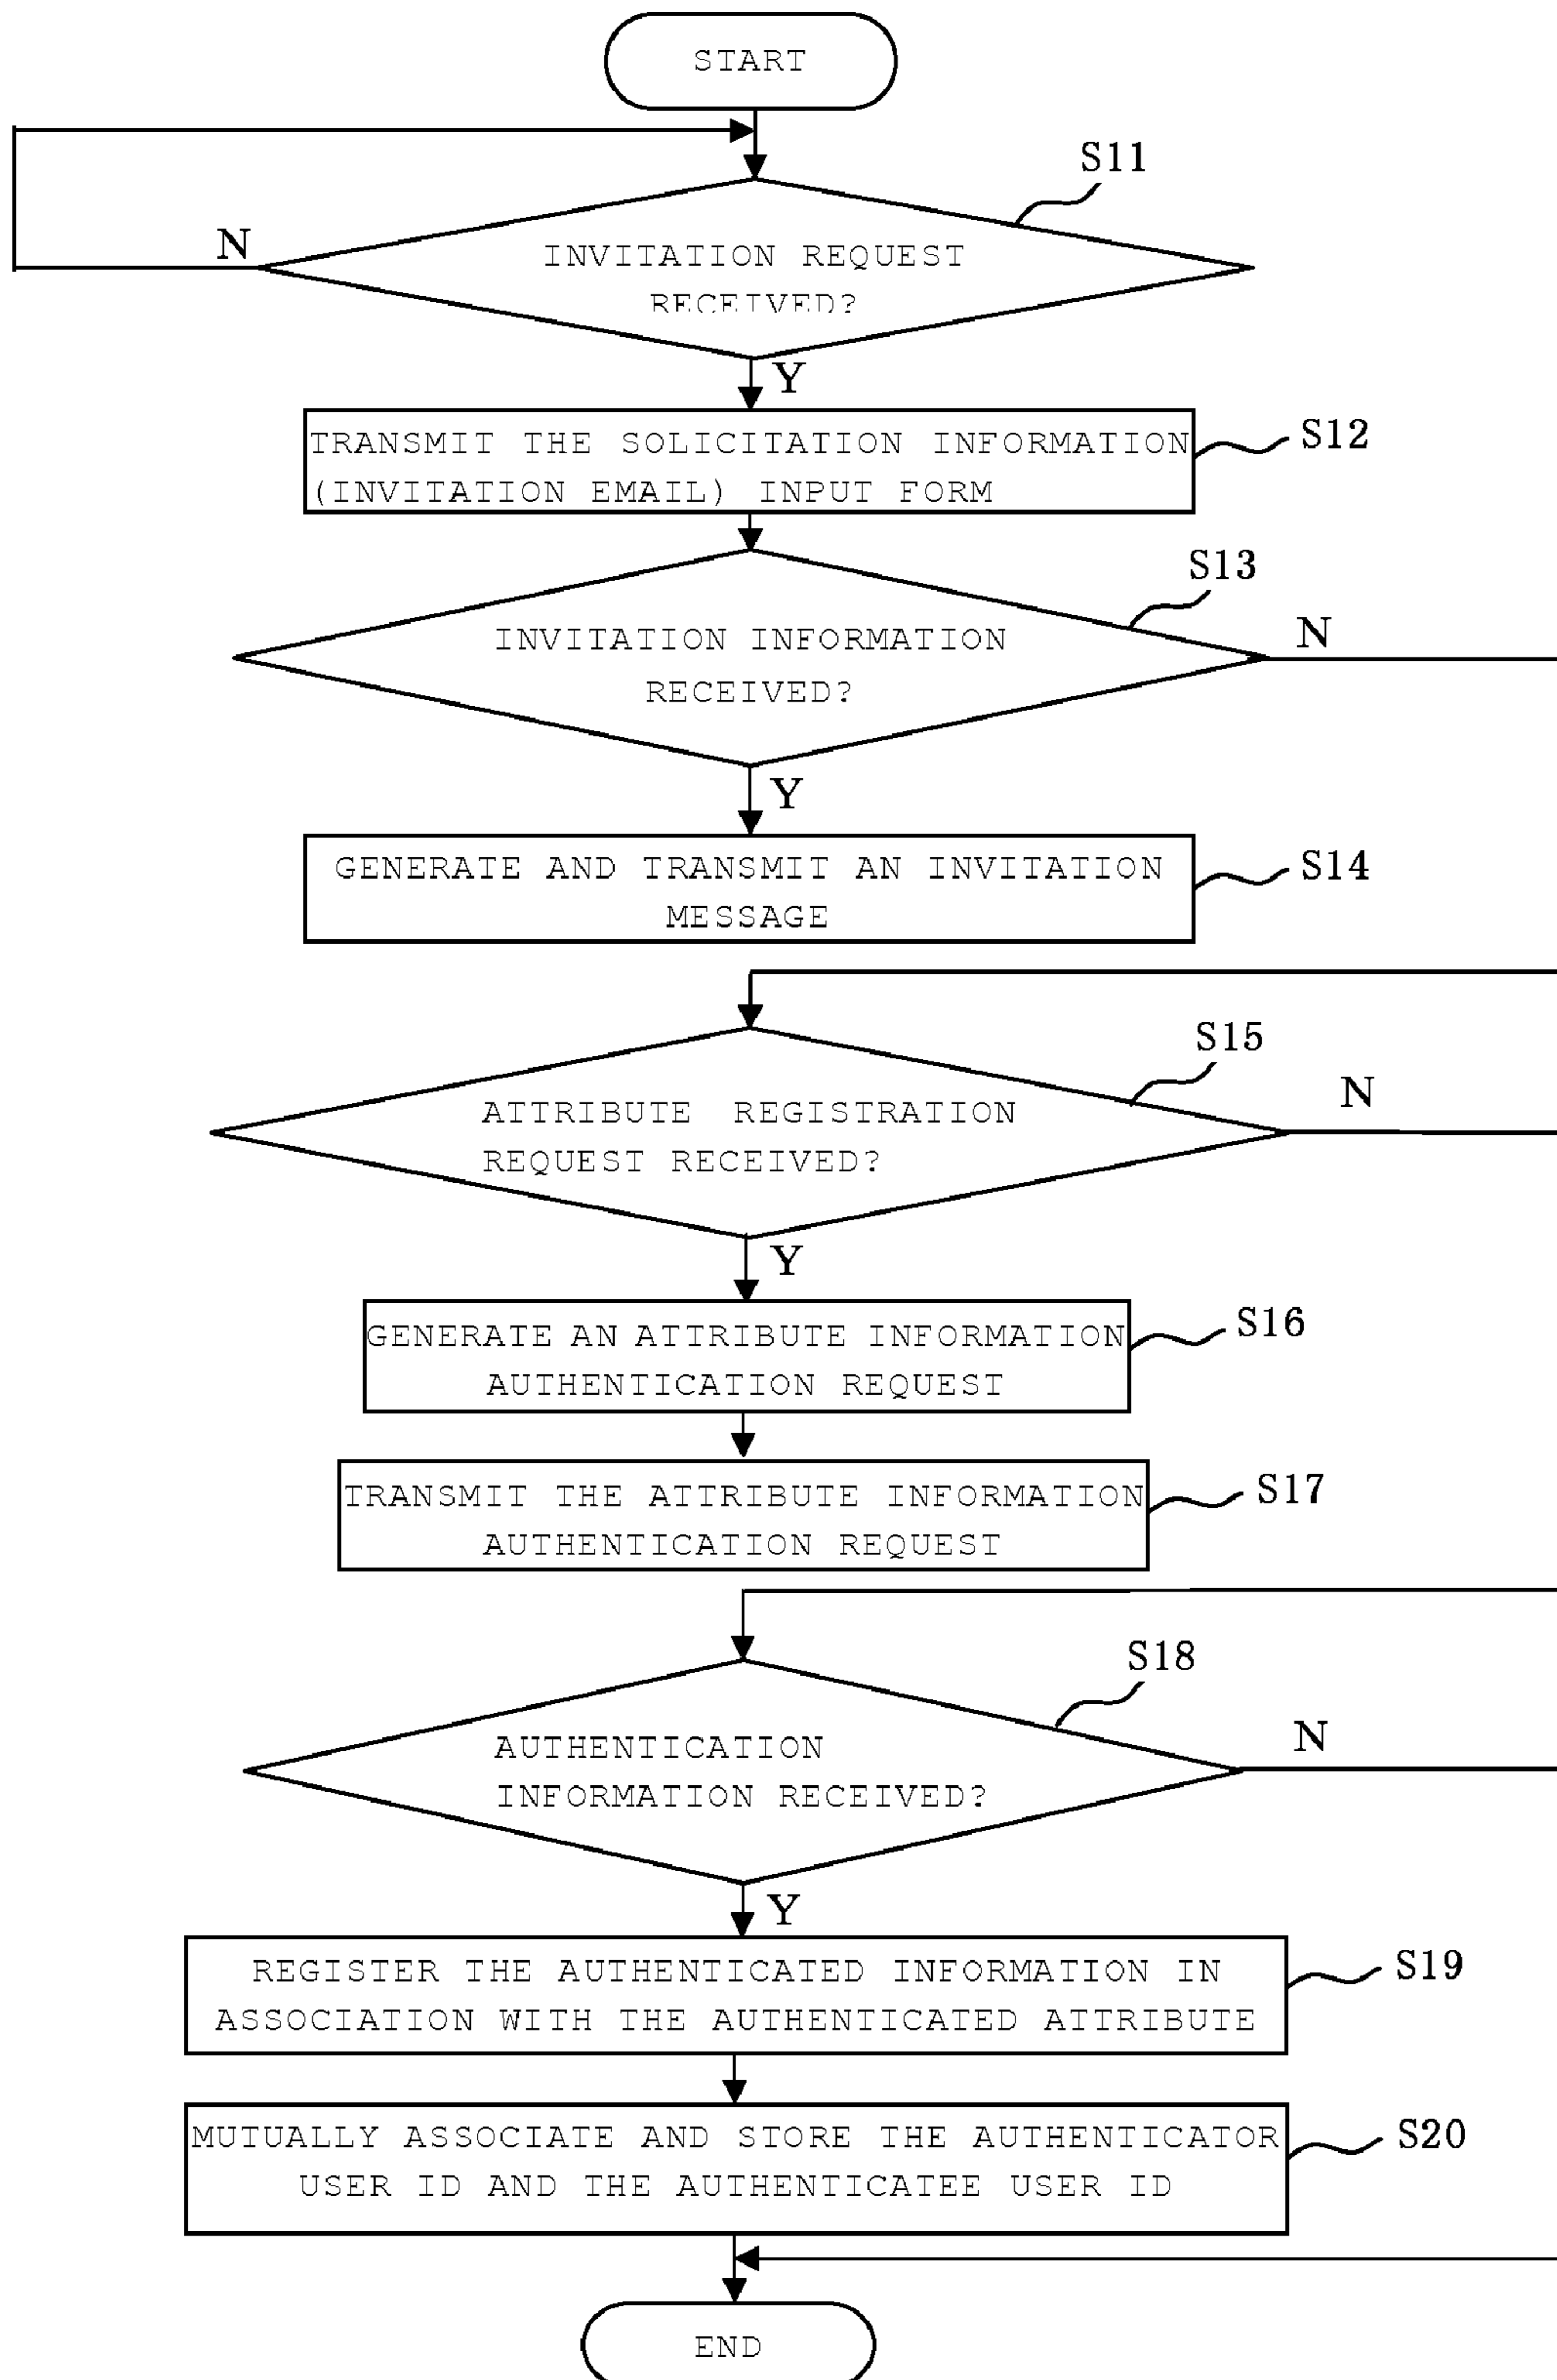 START
S11
N
INVITATION REQUEST
RECEIVED?
Y
TRANSMIT THE SOLICITATION INFORMATION
(INVITATION EMAIL) INPUT FORM
S12
S13
N
INVITATION INFORMATION
RECEIVED?
Y
GENERATE AND TRANSMIT AN INVITATION
MESSAGE
S14
S15
N
ATTRIBUTE REGISTRATION
REQUEST RECEIVED?
Y
GENERATE AN ATTRIBUTE INFORMATION
AUTHENTICATION REQUEST
S16
TRANSMIT THE ATTRIBUTE INFORMATION
AUTHENTICATION REQUEST
S17
S18
N
AUTHENTICATION
INFORMATION RECEIVED?
Y
REGISTER THE AUTHENTICATED INFORMATION IN
ASSOCIATION WITH THE AUTHENTICATED ATTRIBUTE
S19
MUTUALLY ASSOCIATE AND STORE THE AUTHENTICATOR
USER ID AND THE AUTHENTICATEE USER ID
S20
END